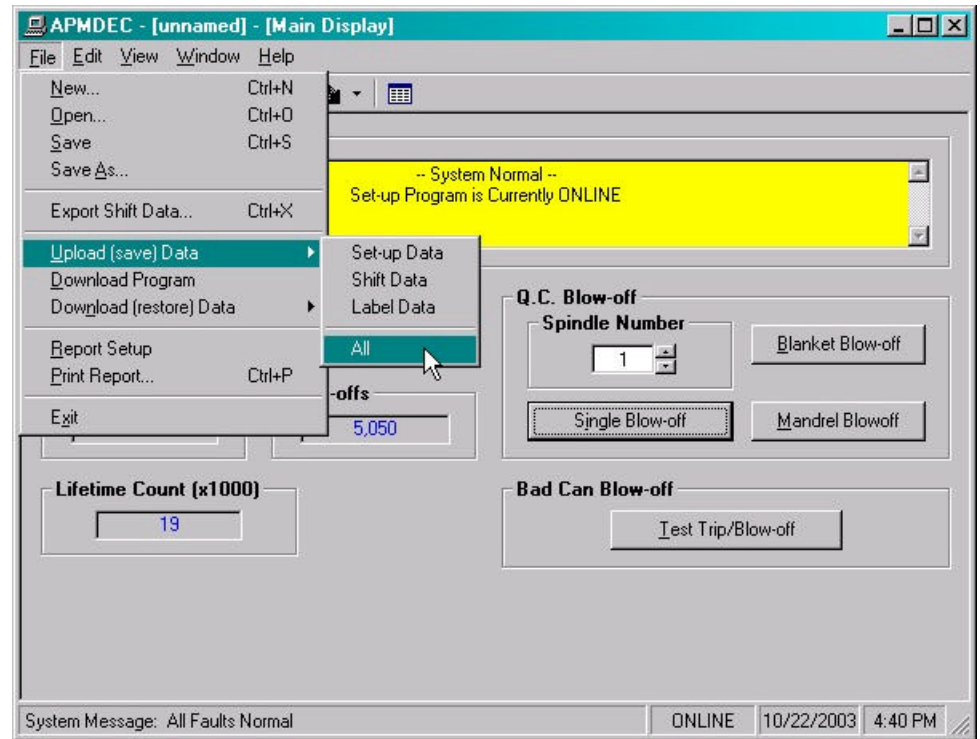 APMDEC - [unnamed] - [Main Display]
File Edit View Window Help
New... Ctrl+N
Open... Ctrl+O
Save Ctrl+S
Save As...
Export Shift Data... Ctrl+X
Upload (save) Data
Download Program
Download (restore) Data
Report Setup
Print Report... Ctrl+P
Exit
Set-up Data
Shift Data
Label Data
All
-- System Normal --
Set-up Program is Currently ONLINE
-offs
5,050
Q.C. Blow-off
Spindle Number
1
Blanket Blow-off
Single Blow-off
Mandrel Blowoff
Lifetime Count (x1000)
19
Bad Can Blow-off
Test Trip/Blow-off
System Message: All Faults Normal
ONLINE
10/22/2003
4:40 PM